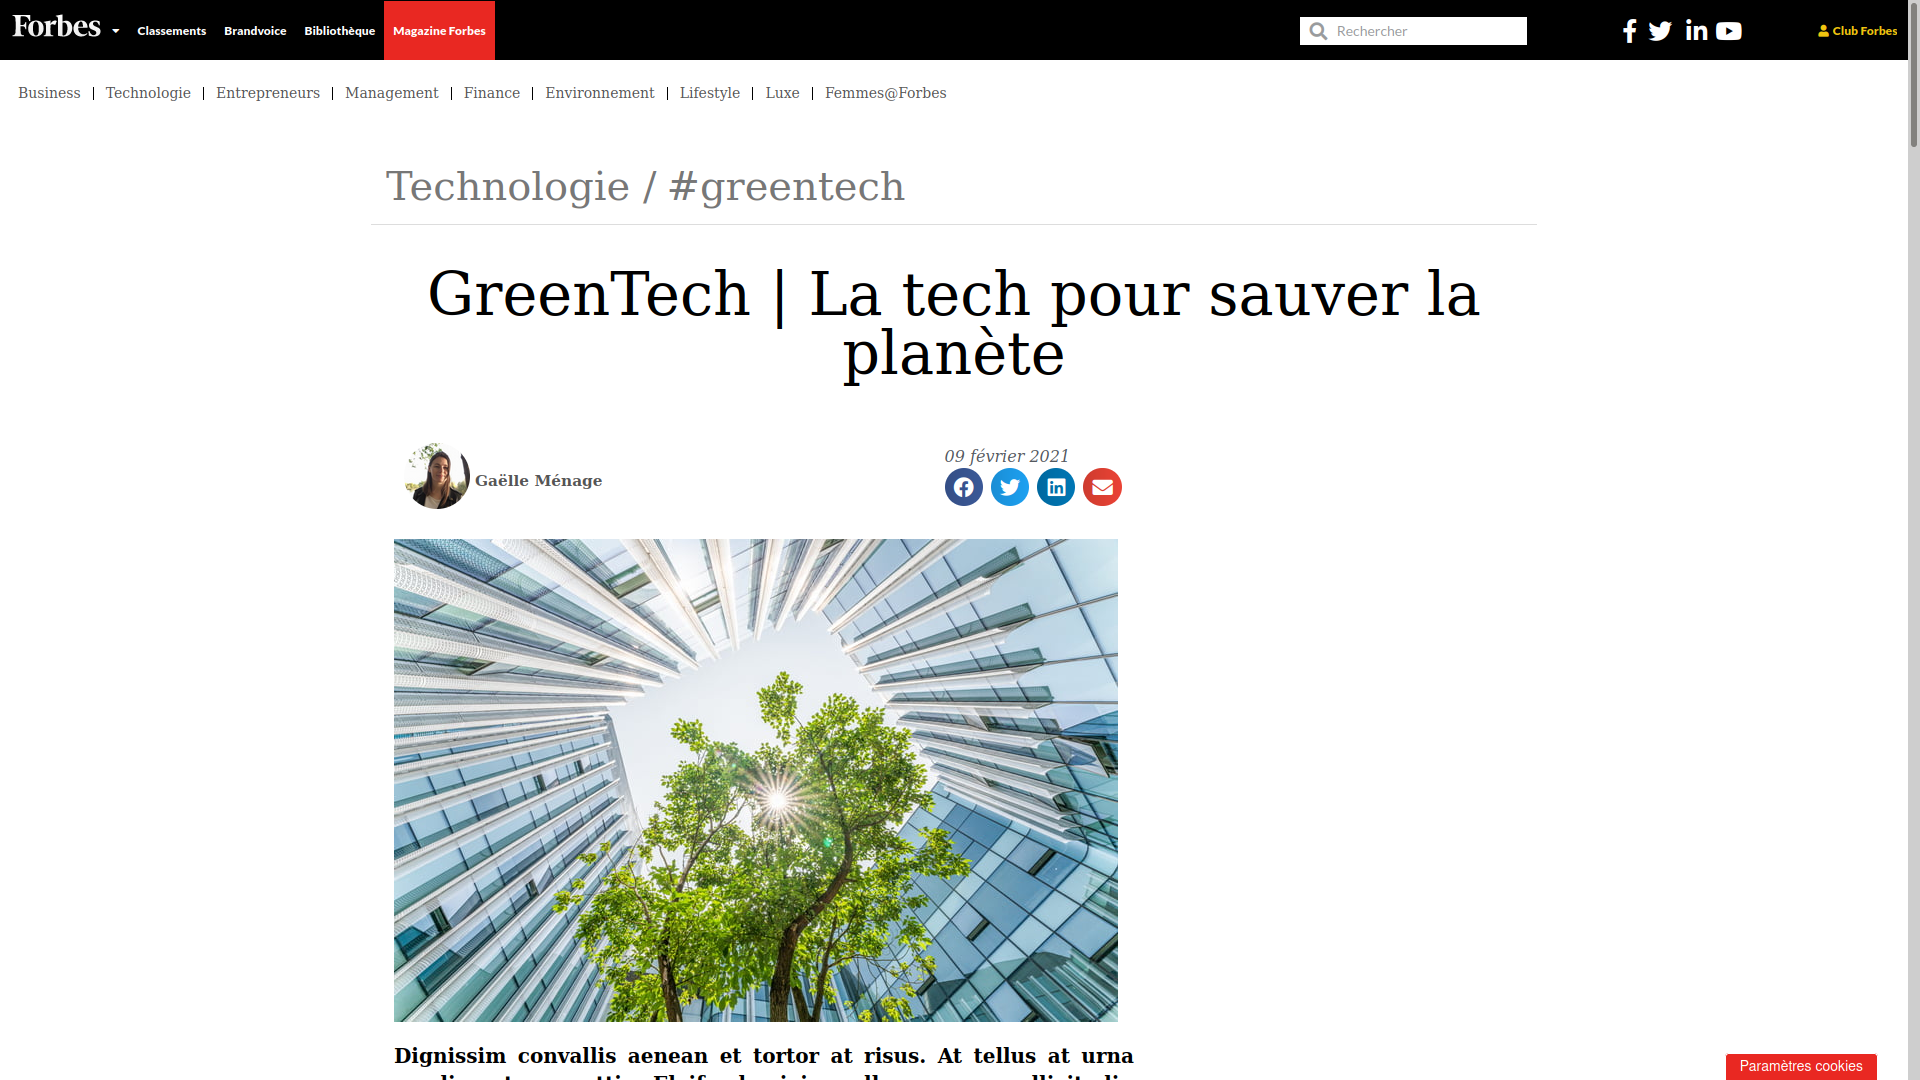 Forbes Classements Brandvoice Bibliothèque Magazine Forbes Rechercher Club Forbes
Business | Technologie | Entrepreneurs | Management | Finance | Environnement | Lifestyle | Luxe | Femmes@Forbes
Technologie / #greentech
GreenTech | La tech pour sauver la
planète
Gaëlle Ménage
09 février 2021
Dignissim convallis aenean et tortor at risus. At tellus at urna
Paramètres cookies